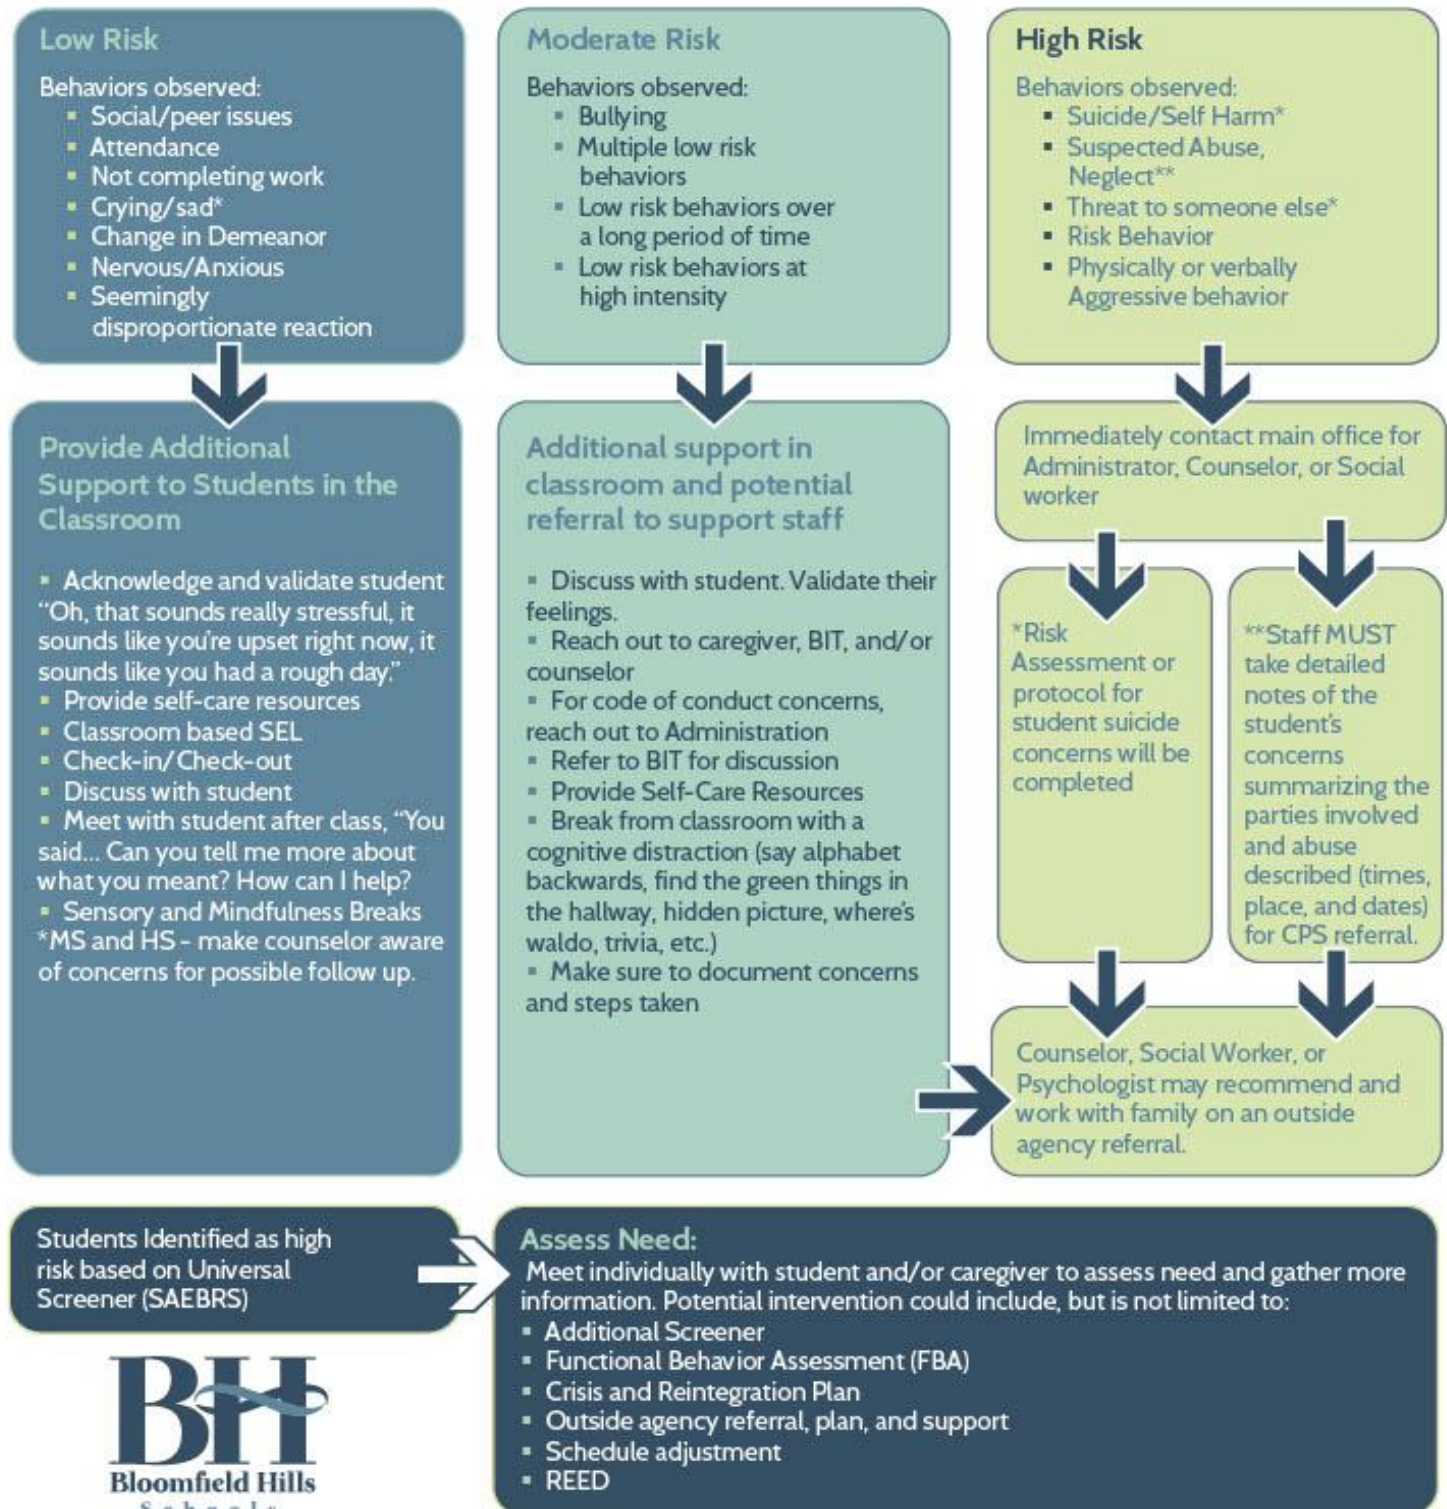 Low Risk
Behaviors observed:
▪ Social/peer issues
▪ Attendance
▪ Not completing work
▪ Crying/sad*
▪ Change in Demeanor
▪ Nervous/Anxious
▪ Seemingly
disproportionate reaction
Provide Additional
Support to Students in the
Classroom
▪ Acknowledge and validate student
“Oh, that sounds really stressful, it
sounds like you're upset right now, it
sounds like you had a rough day.”
▪ Provide self-care resources
▪ Classroom based SEL
▪ Check-in/Check-out
▪ Discuss with student
▪ Meet with student after class, “You
said... Can you tell me more about
what you meant? How can I help?
▪ Sensory and Mindfulness Breaks
*MS and HS - make counselor aware
of concerns for possible follow up.
Moderate Risk
Behaviors observed:
▪ Bullying
▪ Multiple low risk
behaviors
▪ Low risk behaviors over
a long period of time
▪ Low risk behaviors at
high intensity
Additional support in
classroom and potential
referral to support staff
▪ Discuss with student. Validate their
feelings.
▪ Reach out to caregiver, BIT, and/or
counselor
▪ For code of conduct concerns,
reach out to Administration
▪ Refer to BIT for discussion
▪ Provide Self-Care Resources
▪ Break from classroom with a
cognitive distraction (say alphabet
backwards, find the green things in
the hallway, hidden picture, where's
waldo, trivia, etc.)
▪ Make sure to document concerns
and steps taken
High Risk
Behaviors observed:
▪ Suicide/Self Harm*
▪ Suspected Abuse,
Neglect**
▪ Threat to someone else*
▪ Risk Behavior
▪ Physically or verbally
Aggressive behavior
Immediately contact main office for
Administrator, Counselor, or Social
worker
*Risk
Assessment or
protocol for
student suicide
concerns will be
completed
**Staff MUST
take detailed
notes of the
student's
concerns
summarizing the
parties involved
and abuse
described (times,
place, and dates)
for CPS referral.
Counselor, Social Worker, or
Psychologist may recommend and
work with family on an outside
agency referral.
Students Identified as high
risk based on Universal
Screener (SAEBRS)
Assess Need:
Meet individually with student and/or caregiver to assess need and gather more
information. Potential intervention could include, but is not limited to:
▪ Additional Screener
▪ Functional Behavior Assessment (FBA)
▪ Crisis and Reintegration Plan
▪ Outside agency referral, plan, and support
▪ Schedule adjustment
▪ REED
BH
Bloomfield Hills
Schools